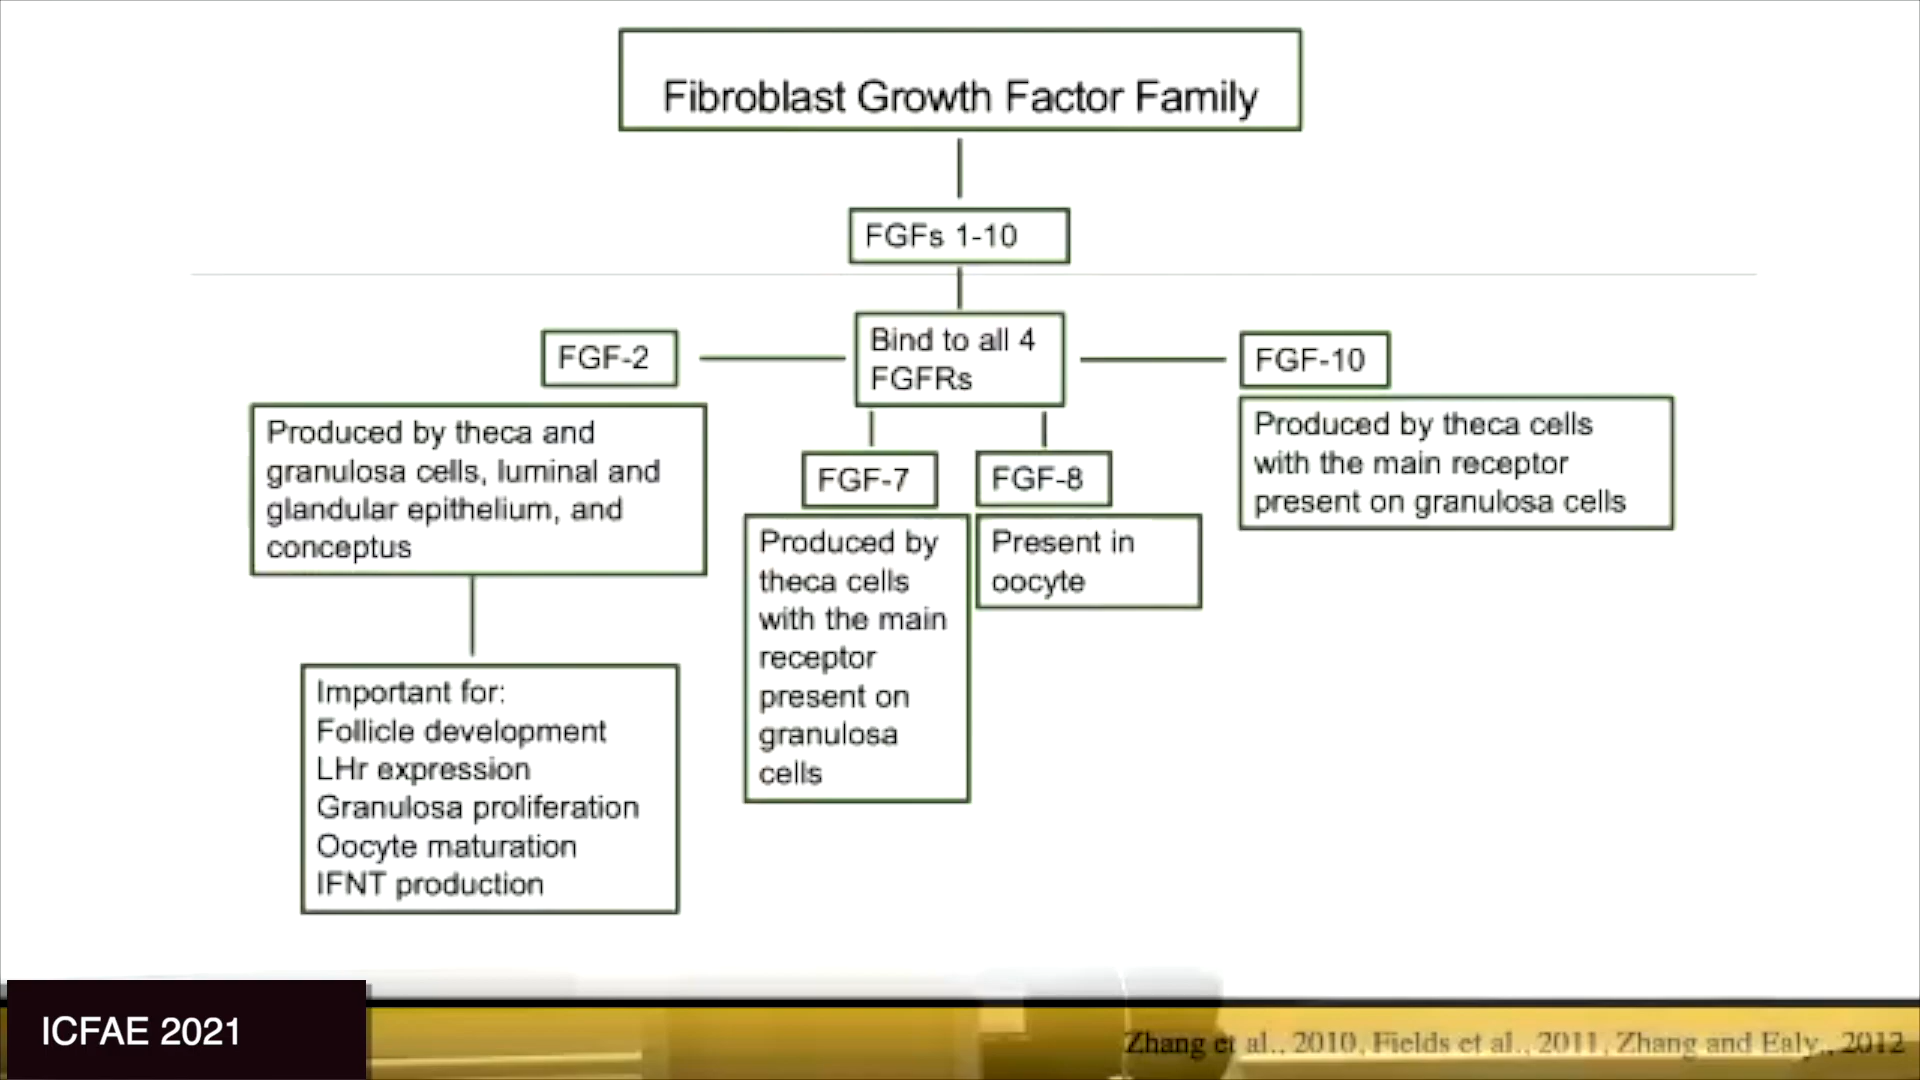 Fibroblast Growth Factor Family
FGFs 1-10
Bind to all 4
FGFRs
FGF-2
Produced by theca and
granulosa cells, luminal and
glandular epithelium, and
conceptus
Important for:
Follicle development
LHr expression
Granulosa proliferation
Oocyte maturation
IFNT production
FGF-7
Produced by
theca cells
with the main
receptor
present on
granulosa
cells
FGF-8
Present in
oocyte
FGF-10
Produced by theca cells
with the main receptor
present on granulosa cells
ICFAE 2021
Zhang et al., 2010, Fields et al., 2011, Zhang and Ealy., 2012